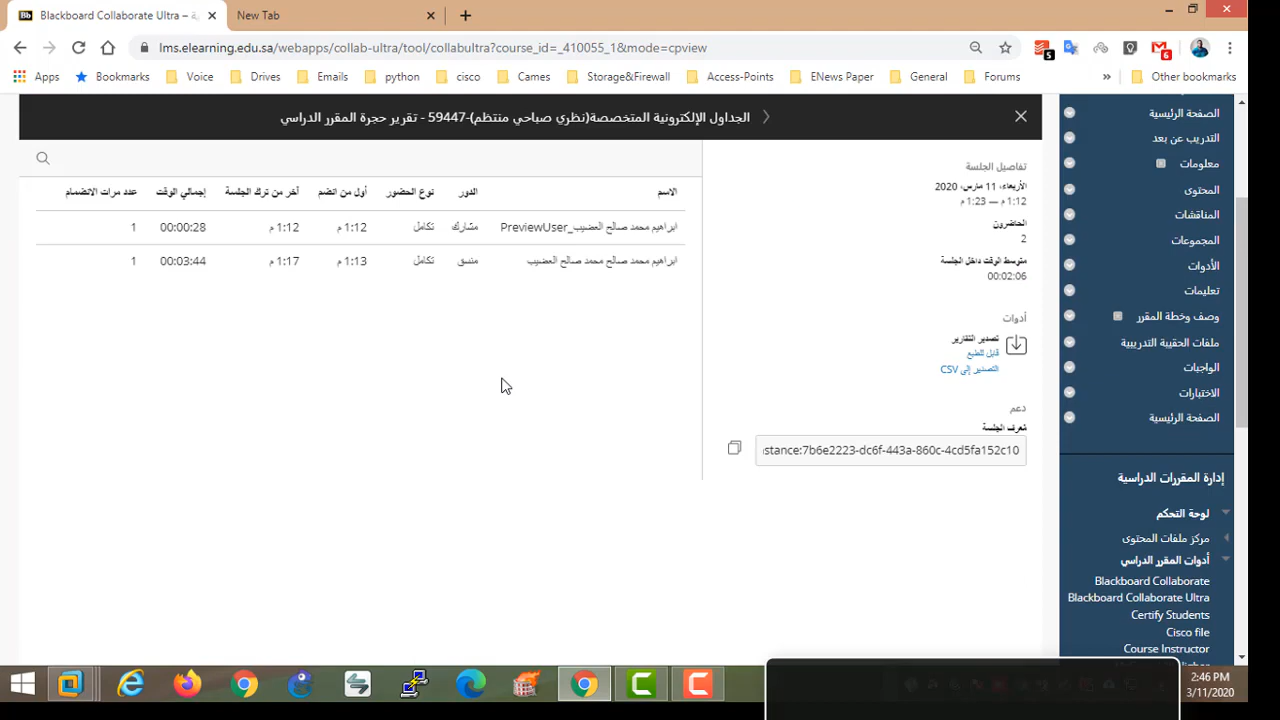 Blackboard Collaborate Ultra –
New Tab
lms.elearning.edu.sa/webapps/collab-ultra/tool/collabultra?course_id=_410055_1&mode=cpview
5
6
Apps
Bookmarks
Voice
Drives
Emails
python
cisco
Cames
Storage&Firewall
Access-Points
ENews Paper
General
Forums
»
Other bookmarks
الجداول الإلكترونية المتخصصة(نظري صباحي منتظم)-59447 - تقرير حجرة المقرر الدراسي
الاسم الدور نوع الحضور أول من انضم آخر من ترك الجلسة إجمالي الوقت عدد مرات الانضمام
ابراهيم محمد صالح العضيب_PreviewUser مشارك تكامل 1:12 م 1:12 م 00:00:28 1
ابراهيم محمد صالح محمد صالح العضيب منسق تكامل 1:13 م 1:17 م 00:03:44 1
تفاصيل الجلسة
الأربعاء، 11 مارس، 2020
1:12 م — 1:23 م
الحاضرون
2
متوسط الوقت داخل الجلسة
00:02:06
أدوات
تصدير التقارير
قابل للطبع
التصدير إلى CSV
دعم
مُعرف الجلسة
stance:7b6e2223-dc6f-443a-860c-4cd5fa152c10
الصفحة الرئيسية
التدريب عن بعد
معلومات
المحتوى
المناقشات
المجموعات
الأدوات
تعليمات
وصف وخطة المقرر
ملفات الحقيبة التدريبية
الواجبات
الاختبارات
الصفحة الرئيسية
إدارة المقررات الدراسية
لوحة التحكم
مركز ملفات المحتوى
أدوات المقرر الدراسي
Blackboard Collaborate
Blackboard Collaborate Ultra
Certify Students
Cisco file
Course Instructor
2:46 PM
3/11/2020